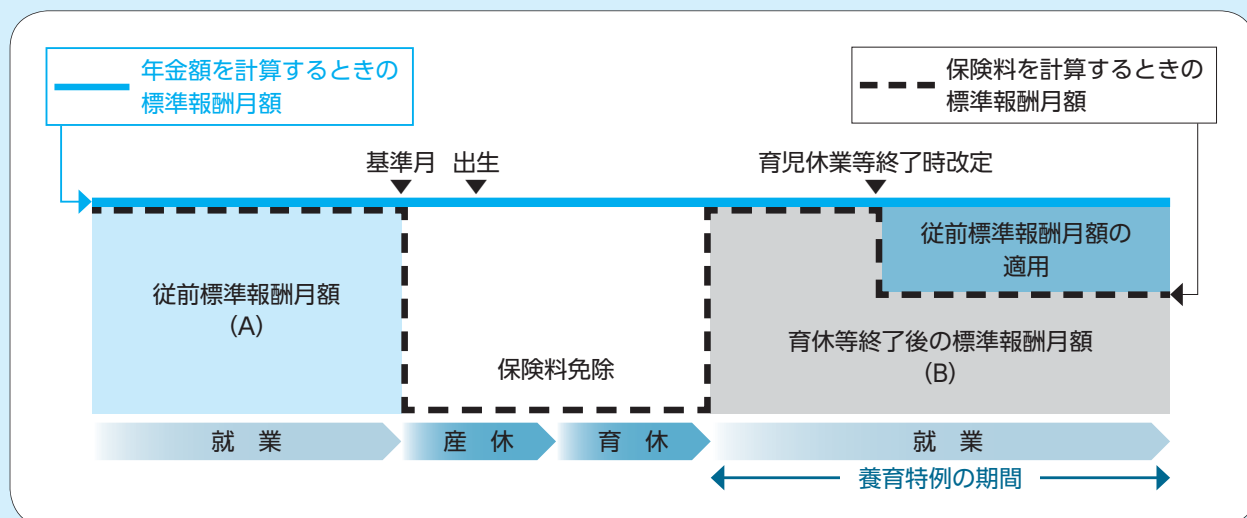 年金額を計算するときの
標準報酬月額
保険料を計算するときの
標準報酬月額
基準月 出生
育児休業等終了時改定
従前標準報酬月額の
適用
従前標準報酬月額
(A)
育休等終了後の標準報酬月額
(B)
保険料免除
就業
産休
育休
就業
養育特例の期間